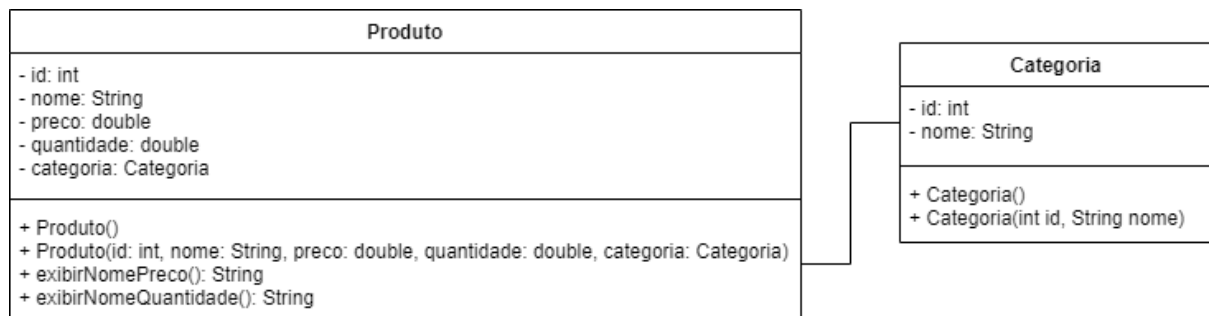 Produto
- id: int
- nome: String
- preco: double
- quantidade: double
- categoria: Categoria
+ Produto()
+ Produto(id: int, nome: String, preco: double, quantidade: double, categoria: Categoria)
+ exibirNomePreco(): String
+ exibirNomeQuantidade(): String
Categoria
- id: int
- nome: String
+ Categoria()
+ Categoria(int id, String nome)